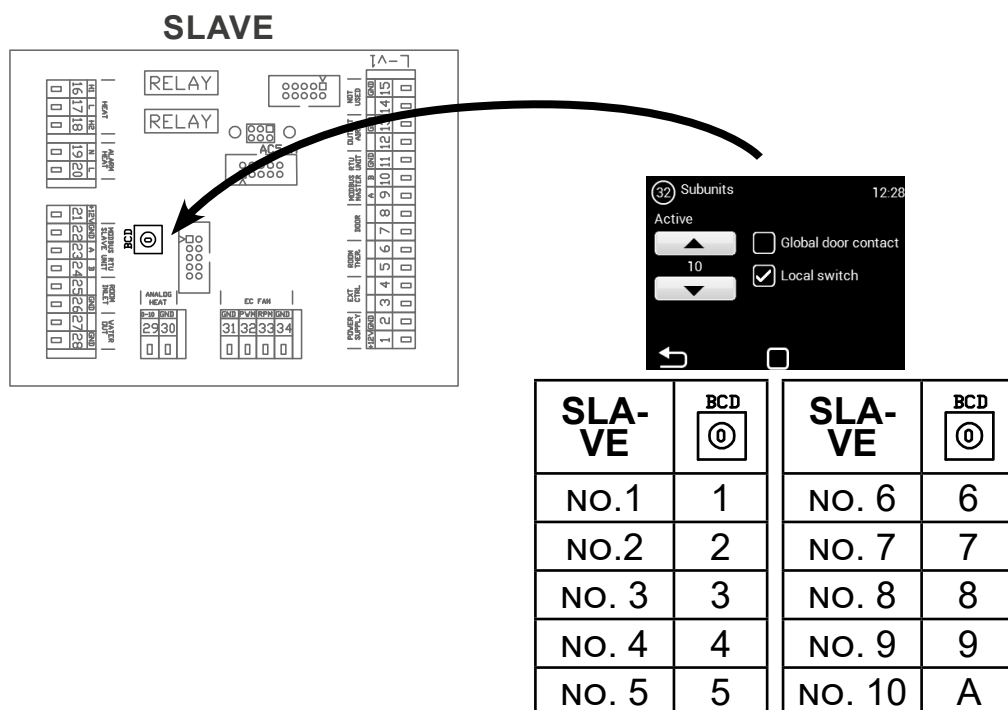 SLAVE
L-V1
RELAY
RELAY
ACS
H1
L
H2
HEAT
16
17
18
N
L
ALARM
HEAT
19
20
+12V
GND
A
B
MODBUS RTU
SLAVE UNIT
21
22
23
24
GND
ROOM
INLET
25
26
GND
WATER
OUT
27
28
BCD
0
ANALOG
HEAT
0-10 GND
29 30
EC FAN
GND PWM RPM GND
31 32 33 34
NOT
USED
GND
15
14
13
12
MODBUS RTU
MASTER UNIT
GND
B
A
11
10
9
DOOR
8
7
ROOM
THER.
6
5
EXT
CTRL
4
3
POWER
SUPPLY
GND
+12V
2
1
32 Subunits 12:28
Active
10
Global door contact
Local switch
SLA-
VE BCD 0 SLA-
VE BCD 0
NO.1 1 NO. 6 6
NO.2 2 NO. 7 7
NO. 3 3 NO. 8 8
NO. 4 4 NO. 9 9
NO. 5 5 NO. 10 A